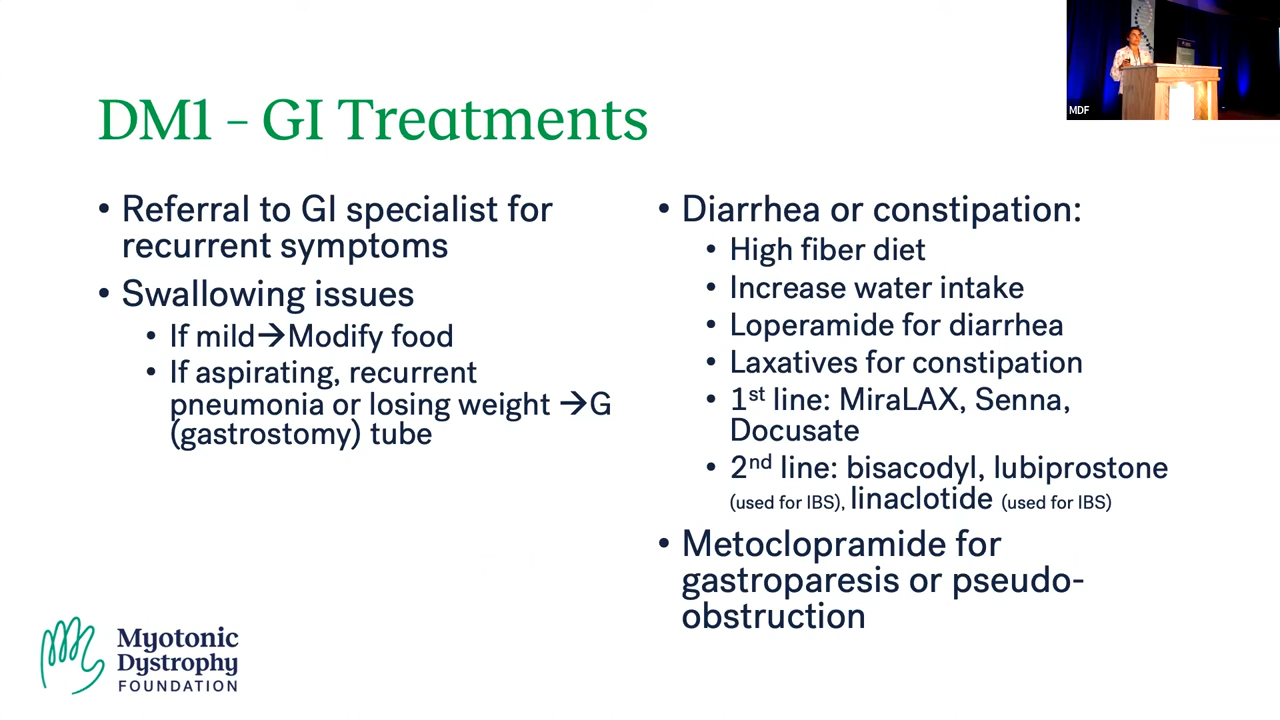 MDF
DM1 – GI Treatments
• Referral to GI specialist for
recurrent symptoms
• Swallowing issues
• If mild→Modify food
• If aspirating, recurrent
pneumonia or losing weight →G
(gastrostomy) tube
• Diarrhea or constipation:
• High fiber diet
• Increase water intake
• Loperamide for diarrhea
• Laxatives for constipation
• 1st line: MiraLAX, Senna,
Docusate
• 2nd line: bisacodyl, lubiprostone
(used for IBS), linaclotide (used for IBS)
• Metoclopramide for
gastroparesis or pseudo-
obstruction
Myotonic
Dystrophy
FOUNDATION